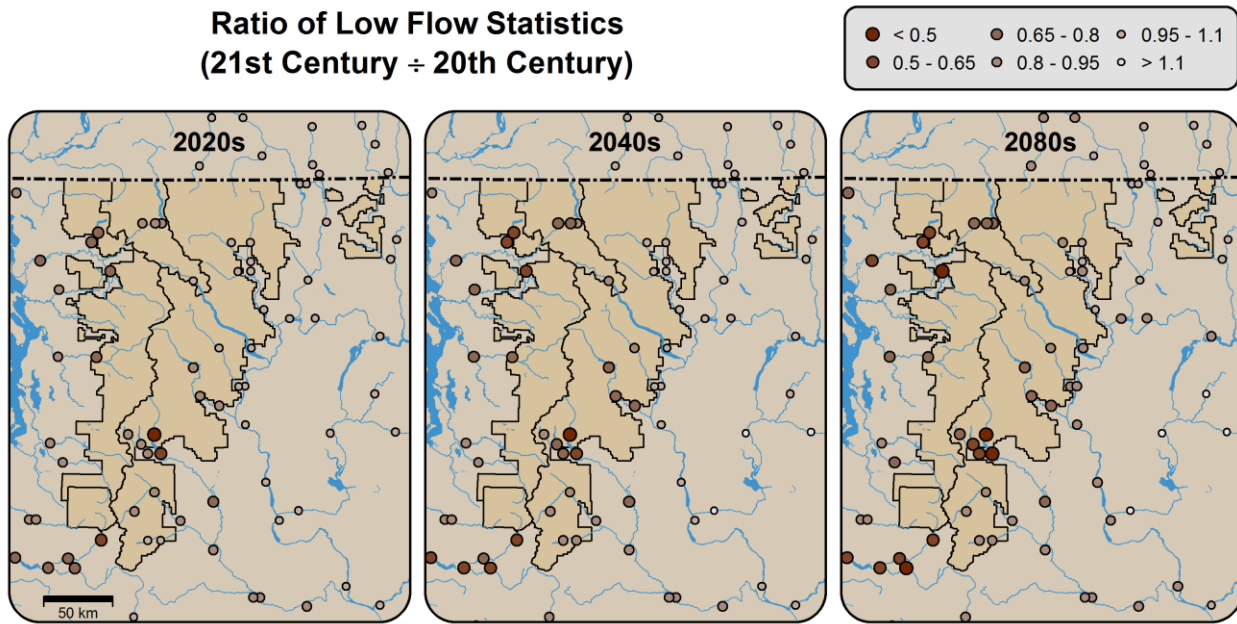 Ratio of Low Flow Statistics
(21st Century ÷ 20th Century)
< 0.5
0.65 - 0.8
0.95 - 1.1
0.5 - 0.65
0.8 - 0.95
> 1.1
2020s
2040s
2080s
50 km